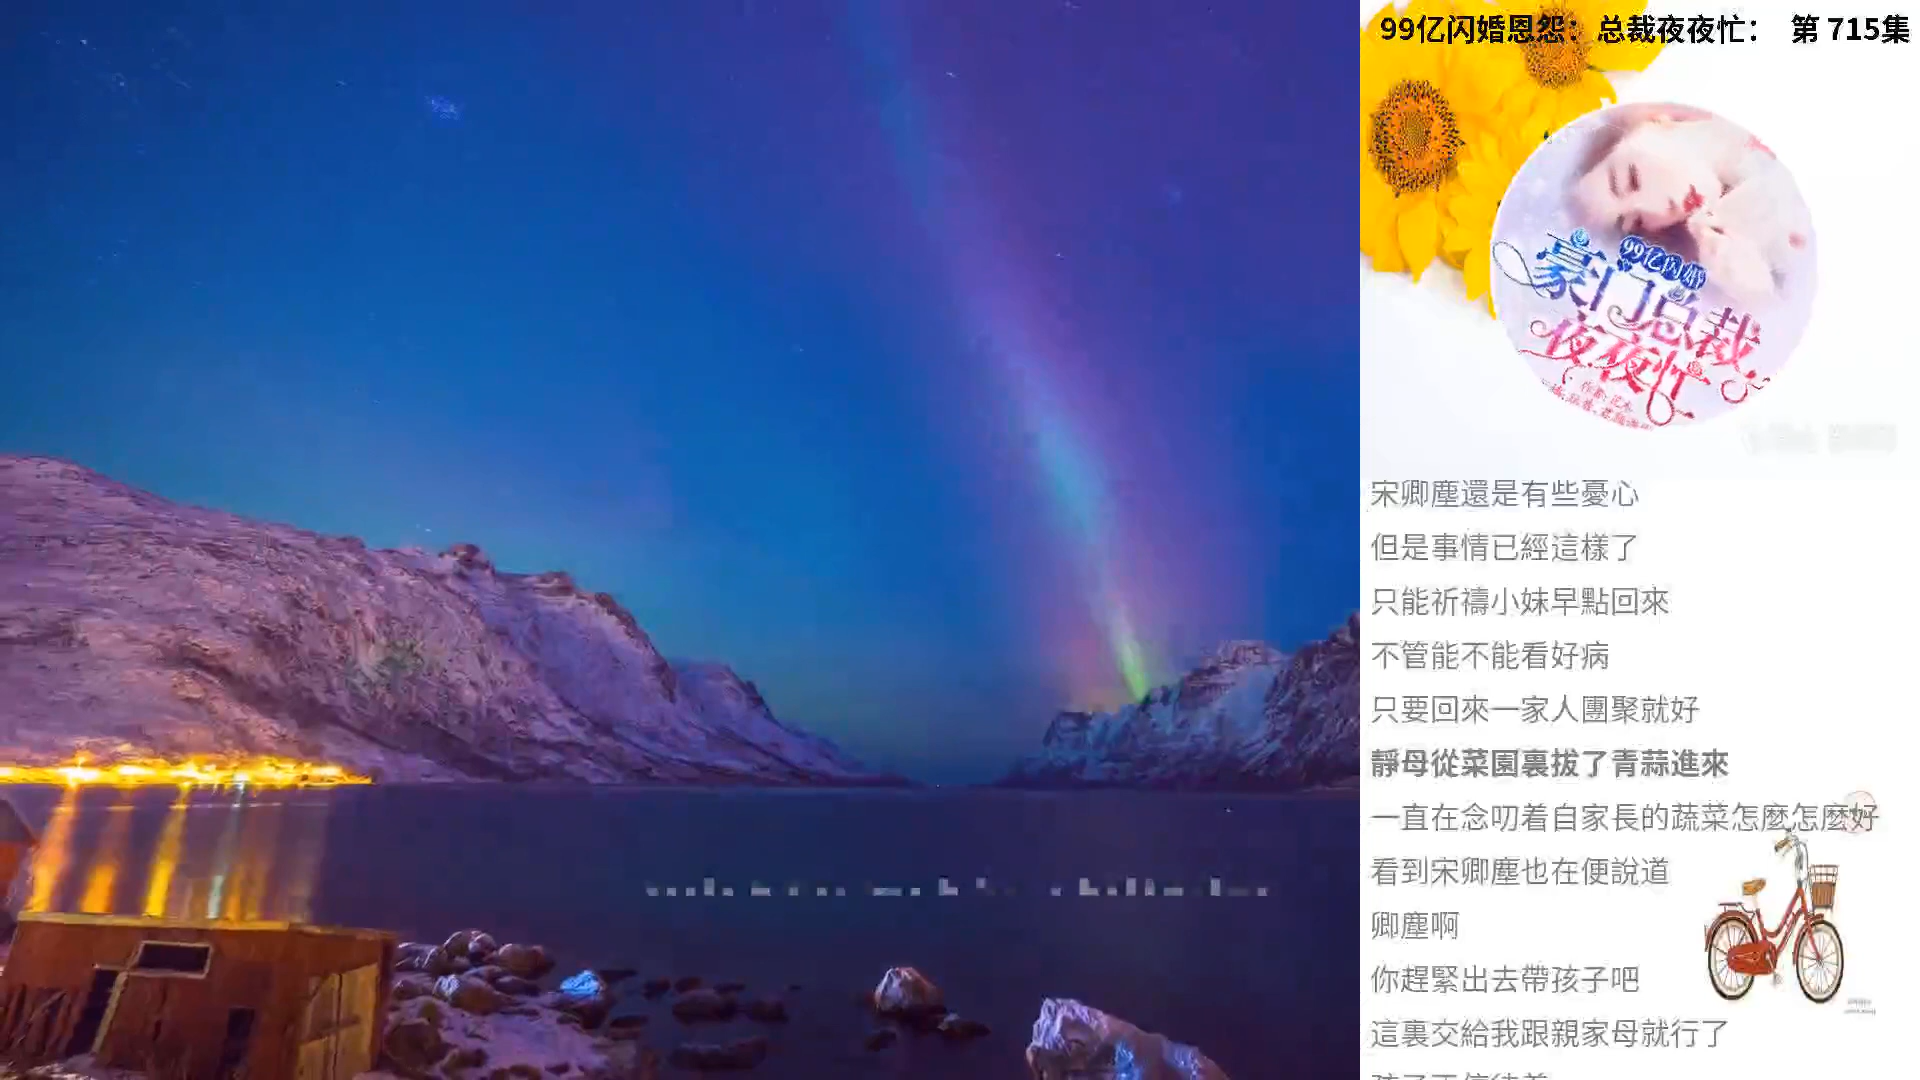 99亿闪婚恩怨：总裁夜夜忙： 第 715集
99亿闪婚
豪门总裁
夜夜忙
宋卿塵還是有些憂心
但是事情已經這樣了
只能祈禱小妹早點回來
不管能不能看好病
只要回來一家人團聚就好
靜母從菜園裏拔了青蒜進來
一直在念叨着自家長的蔬菜怎麽怎麽好
看到宋卿塵也在便說道
卿塵啊
你趕緊出去帶孩子吧
這裏交給我跟親家母就行了